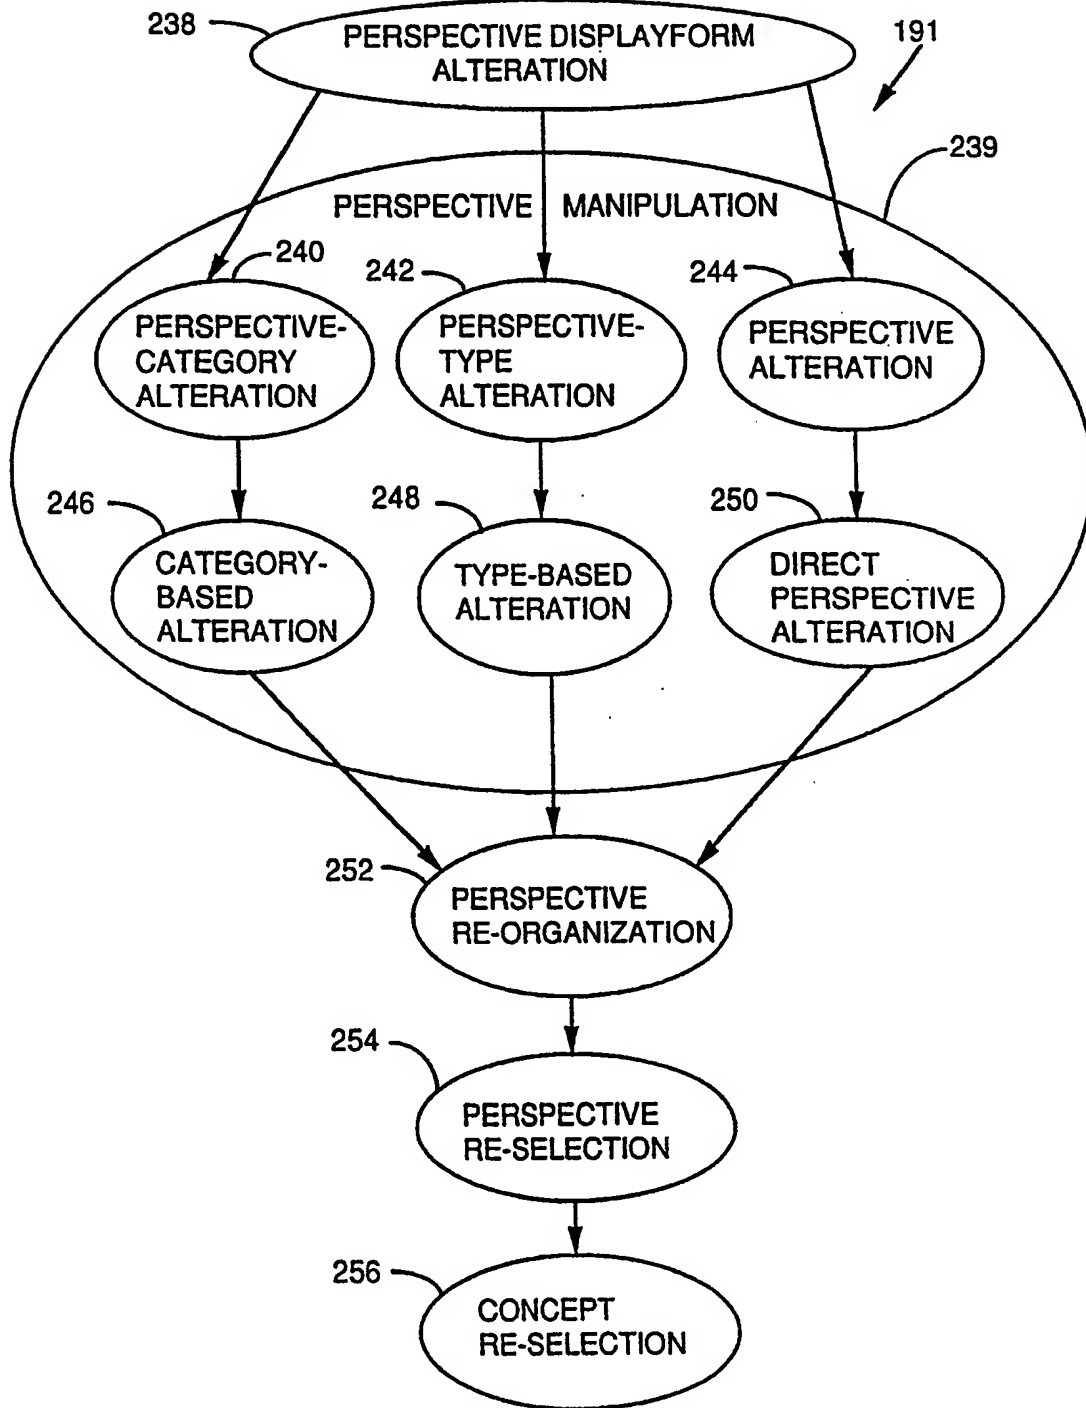 238
PERSPECTIVE DISPLAYFORM
ALTERATION
191
239
PERSPECTIVE MANIPULATION
240
242
244
PERSPECTIVE-
CATEGORY
ALTERATION
PERSPECTIVE-
TYPE
ALTERATION
PERSPECTIVE
ALTERATION
246
248
250
CATEGORY-
BASED
ALTERATION
TYPE-BASED
ALTERATION
DIRECT
PERSPECTIVE
ALTERATION
252
PERSPECTIVE
RE-ORGANIZATION
254
PERSPECTIVE
RE-SELECTION
256
CONCEPT
RE-SELECTION